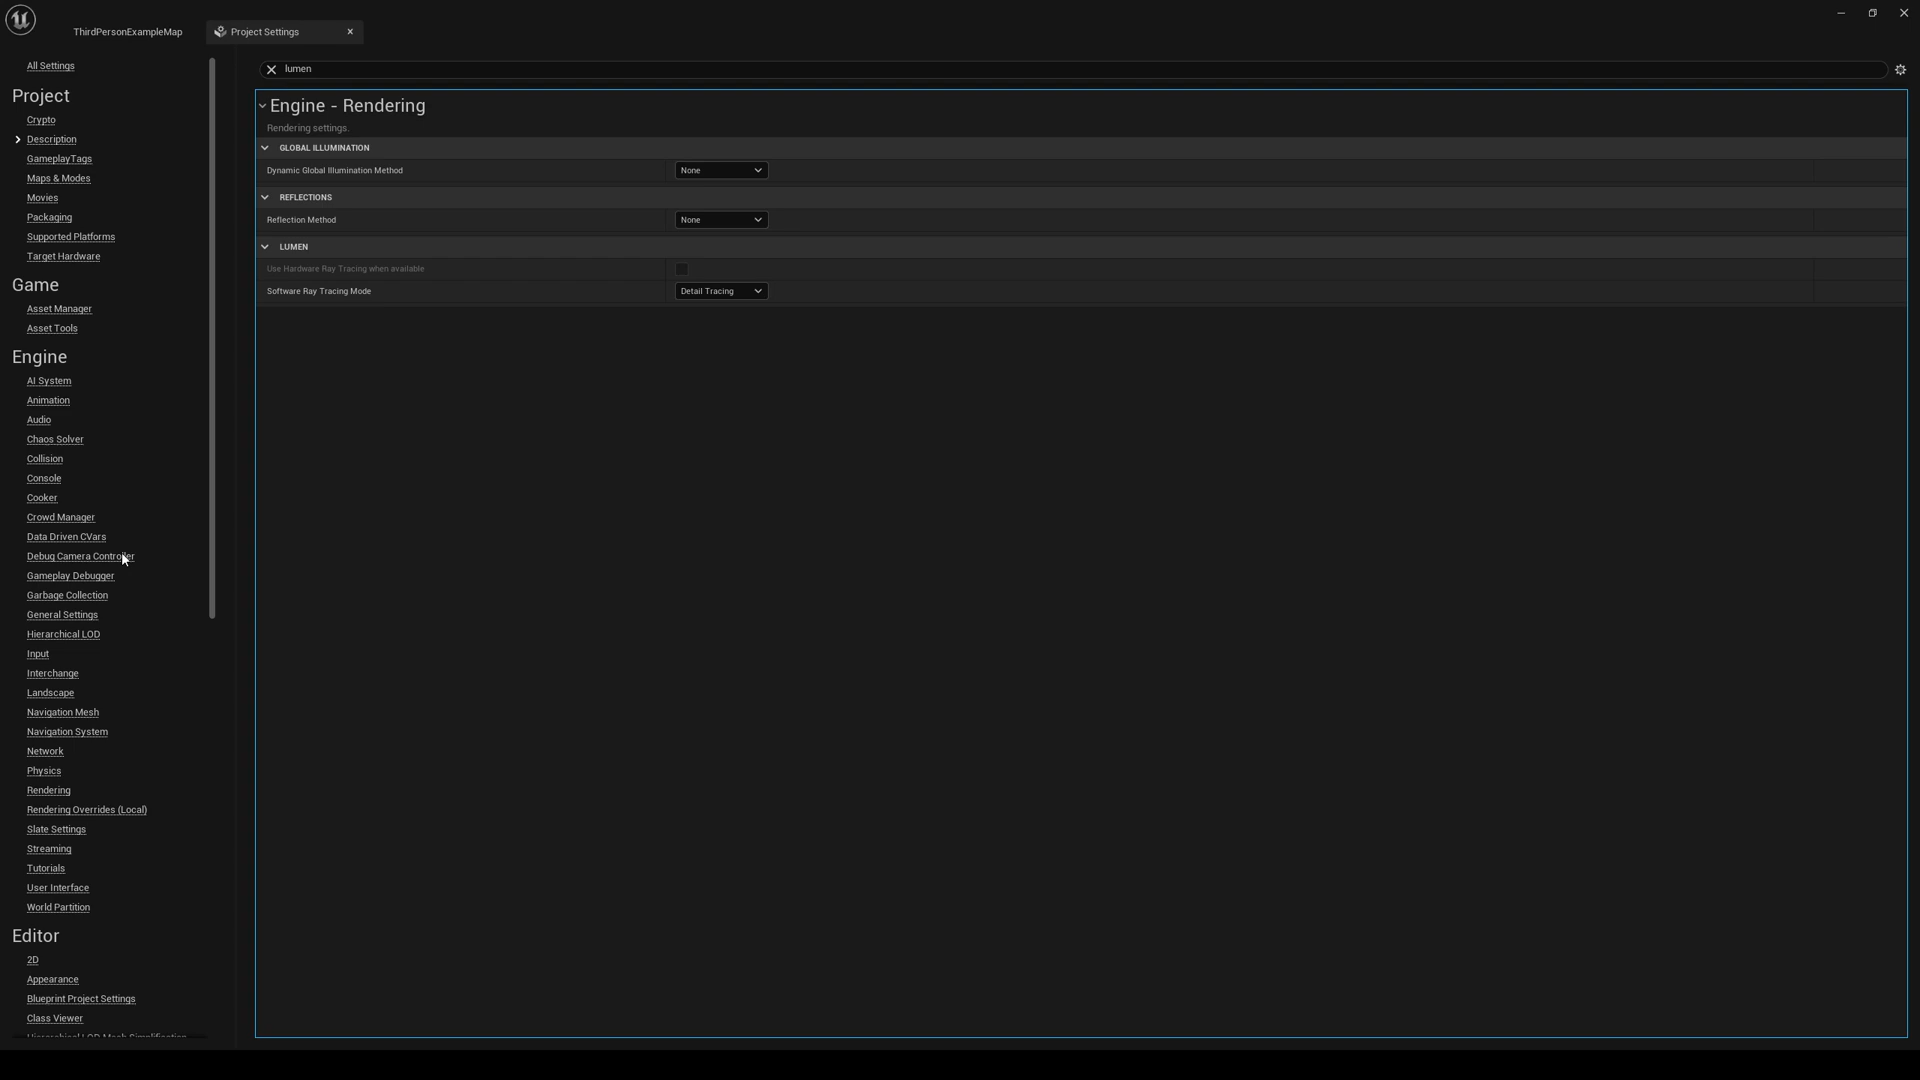 ThirdPersonExampleMap
Project Settings
All Settings
Project
Crypto
Description
GameplayTags
Maps & Modes
Movies
Packaging
Supported Platforms
Target Hardware
Game
Asset Manager
Asset Tools
Engine
AI System
Animation
Audio
Chaos Solver
Collision
Console
Cooker
Crowd Manager
Data Driven CVars
Debug Camera Controller
Gameplay Debugger
Garbage Collection
General Settings
Hierarchical LOD
Input
Interchange
Landscape
Navigation Mesh
Navigation System
Network
Physics
Rendering
Rendering Overrides (Local)
Slate Settings
Streaming
Tutorials
User Interface
World Partition
Editor
2D
Appearance
Blueprint Project Settings
Class Viewer
Hierarchical LOD Mesh Simplification
lumen
Engine - Rendering
Rendering settings.
GLOBAL ILLUMINATION
Dynamic Global Illumination Method
None
REFLECTIONS
Reflection Method
None
LUMEN
Use Hardware Ray Tracing when available
Software Ray Tracing Mode
Detail Tracing